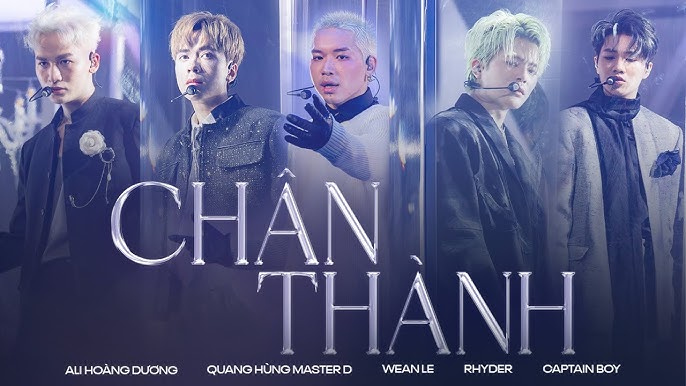 CHÂN
THÀNH
ALI HOÀNG DƯƠNG QUANG HÙNG MASTER D WEAN LE RHYDER CAPTAIN BOY